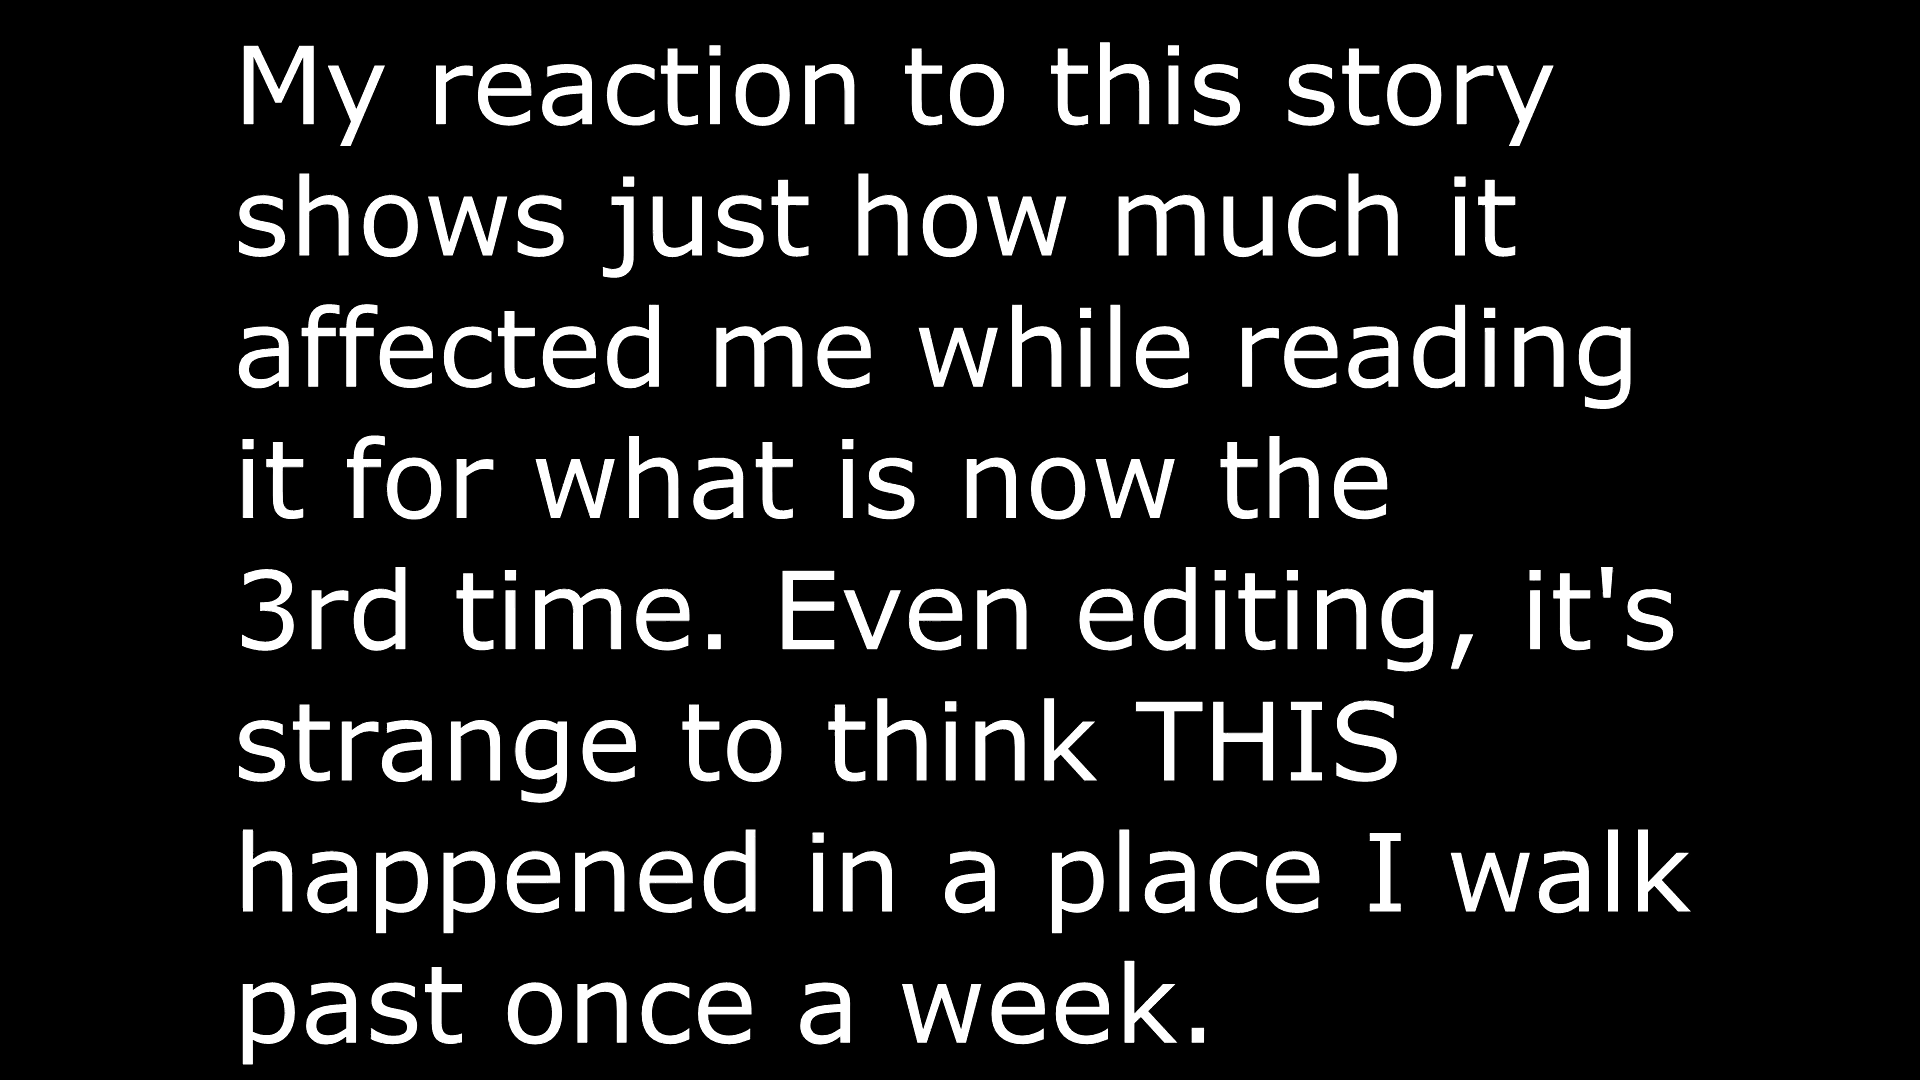 My reaction to this story
shows just how much it
affected me while reading
it for what is now the
3rd time. Even editing, it's
strange to think THIS
happened in a place I walk
past once a week.